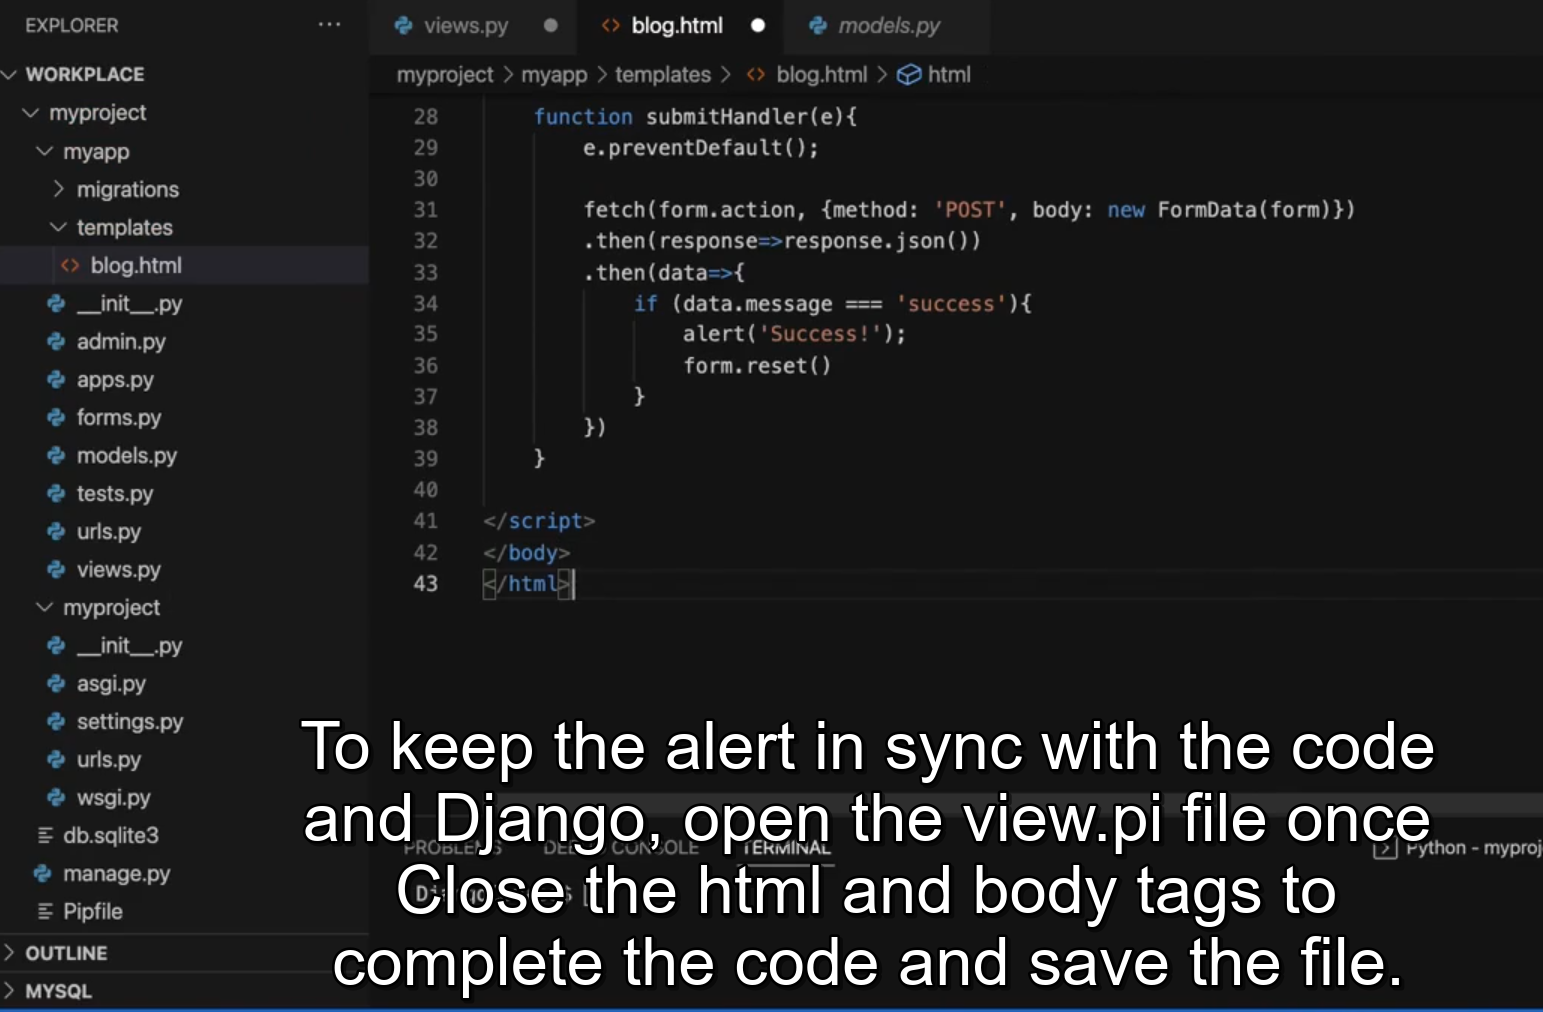 EXPLORER
···
WORKPLACE
myproject
myapp
migrations
templates
blog.html
__init__.py
admin.py
apps.py
forms.py
models.py
tests.py
urls.py
views.py
myproject
__init__.py
asgi.py
settings.py
urls.py
wsgi.py
db.sqlite3
manage.py
Pipfile
OUTLINE
MYSQL
views.py
blog.html
models.py
myproject > myapp > templates > <> blog.html > html
28 function submitHandler(e){
29 e.preventDefault();
30
31 fetch(form.action, {method: 'POST', body: new FormData(form)})
32 .then(response=>response.json())
33 .then(data=>{
34 if (data.message === 'success'){
35 alert('Success!');
36 form.reset()
37 }
38 })
39 }
40
41 </script>
42 </body>
43 </html>
PROBLEMS
CONSOLE
TERMINAL
Python - myproj
To keep the alert in sync with the code
and Django, open the view.pi file once
Close the html and body tags to
complete the code and save the file.